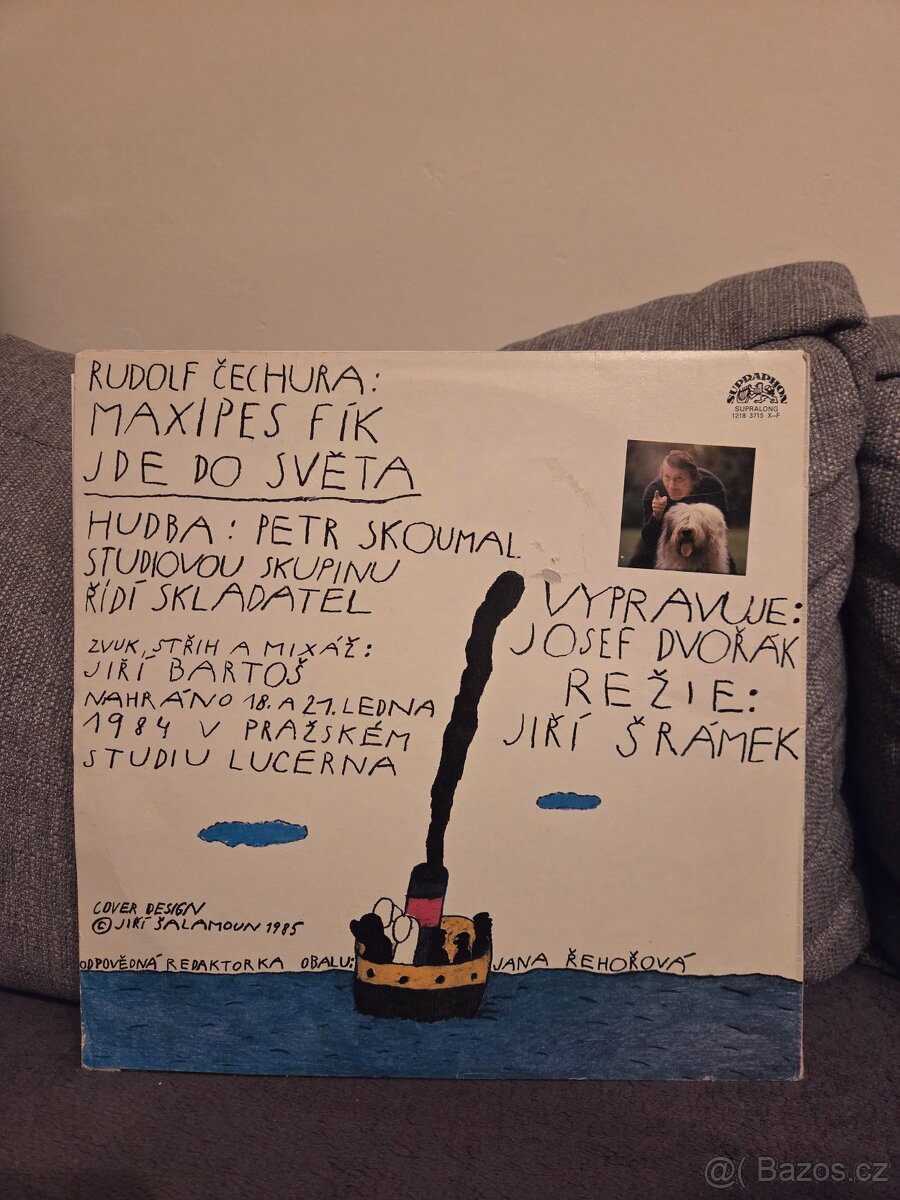 RUDOLF ČECHURA:
MAXIPES FÍK
JDE DO SVĚTA
HUDBA: PETR SKOUMAL
STUDIOVOU SKUPINU
ŘÍDÍ SKLADATEL
ZVUK, STŘIH A MIXÁŽ:
JIŘÍ BARTOŠ
NAHRÁNO 18. A 21. LEDNA
1984 V PRAŽSKÉM
STUDIU LUCERNA
SUPRAPHON
SUPRALONG
1218 3715 X-F
VYPRAVUJE:
JOSEF DVOŘÁK
REŽIE:
JIŘÍ ŠRÁMEK
COVER DESIGN
© JIŘÍ ŠALAMOUN 1985
ODPOVĚDNÁ REDAKTORKA OBALU: JANA ŘEHOŘOVÁ
@( Bazos.cz